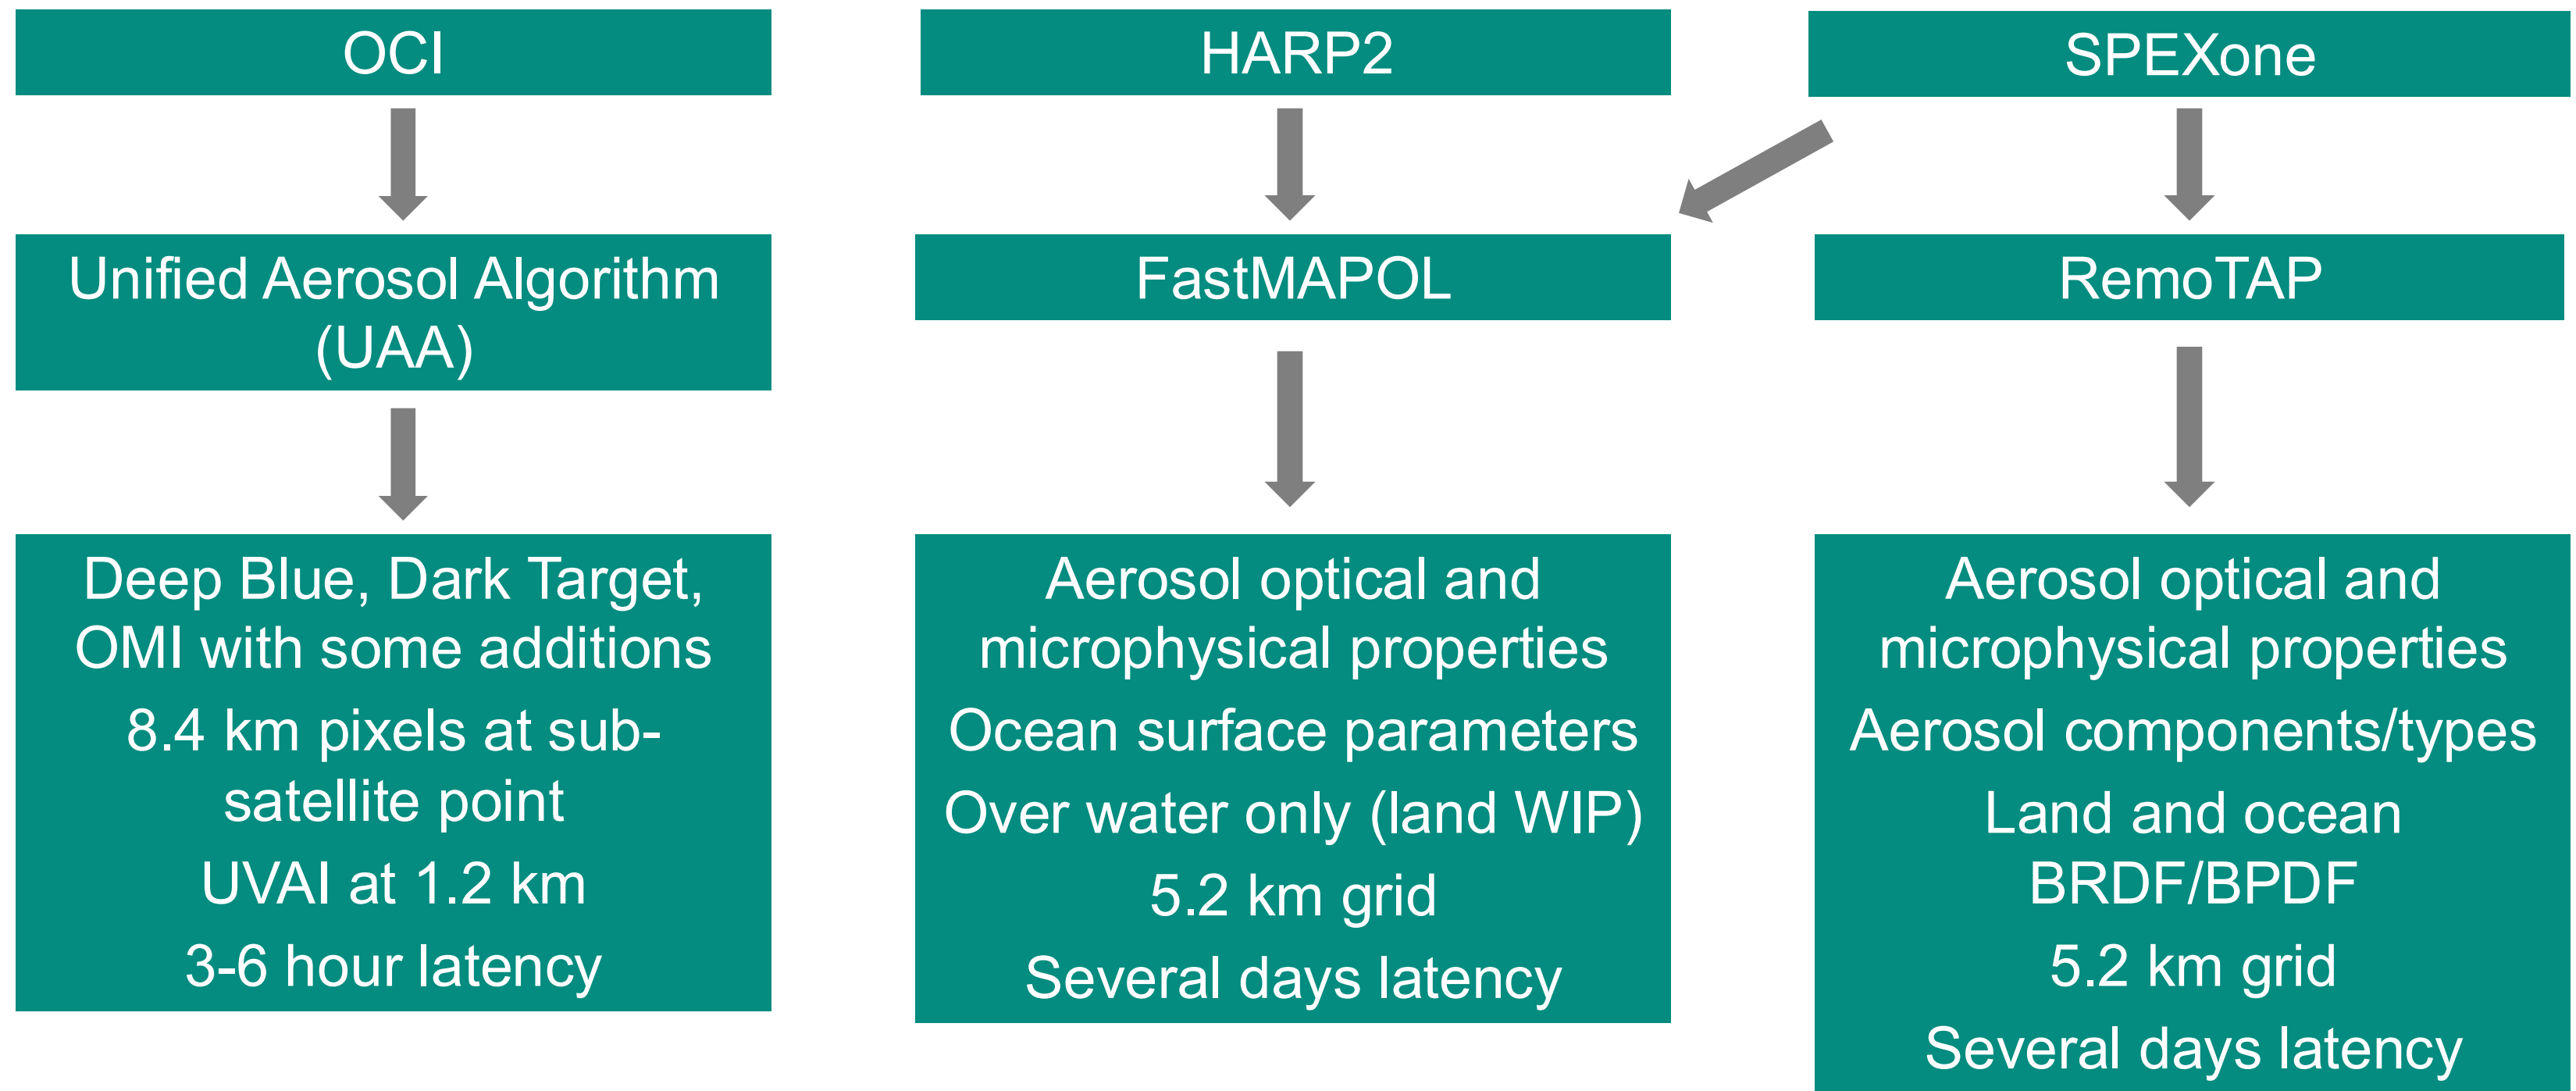 OCI
HARP2
SPEXone
Unified Aerosol Algorithm
(UAA)
FastMAPOL
RemoTAP
Deep Blue, Dark Target,
OMI with some additions
8.4 km pixels at sub-
satellite point
UVAI at 1.2 km
3-6 hour latency
Aerosol optical and
microphysical properties
Ocean surface parameters
Over water only (land WIP)
5.2 km grid
Several days latency
Aerosol optical and
microphysical properties
Aerosol components/types
Land and ocean
BRDF/BPDF
5.2 km grid
Several days latency